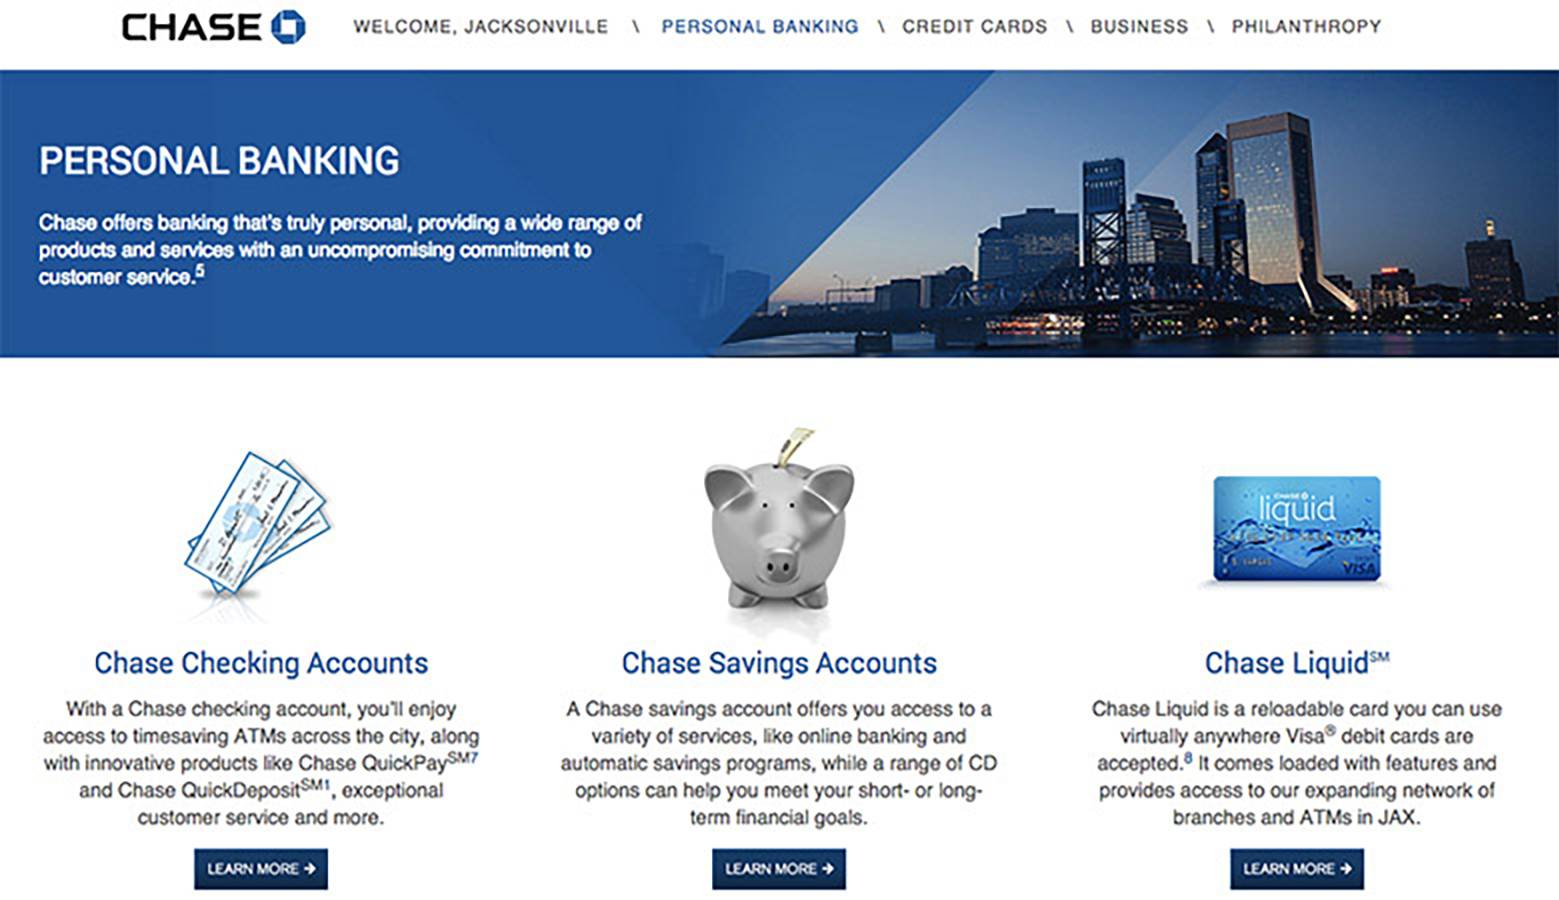 CHASE
WELCOME, JACKSONVILLE \ PERSONAL BANKING \ CREDIT CARDS \ BUSINESS \ PHILANTHROPY
PERSONAL BANKING
Chase offers banking that's truly personal, providing a wide range of
products and services with an uncompromising commitment to
customer service.5
CHASE
liquid
DEBIT
VISA
Chase Checking Accounts
With a Chase checking account, you'll enjoy
access to timesaving ATMs across the city, along
with innovative products like Chase QuickPaySM7
and Chase QuickDepositSM1, exceptional
customer service and more.
LEARN MORE →
Chase Savings Accounts
A Chase savings account offers you access to a
variety of services, like online banking and
automatic savings programs, while a range of CD
options can help you meet your short- or long-
term financial goals.
LEARN MORE →
Chase LiquidSM
Chase Liquid is a reloadable card you can use
virtually anywhere Visa® debit cards are
accepted.8 It comes loaded with features and
provides access to our expanding network of
branches and ATMs in JAX.
LEARN MORE →